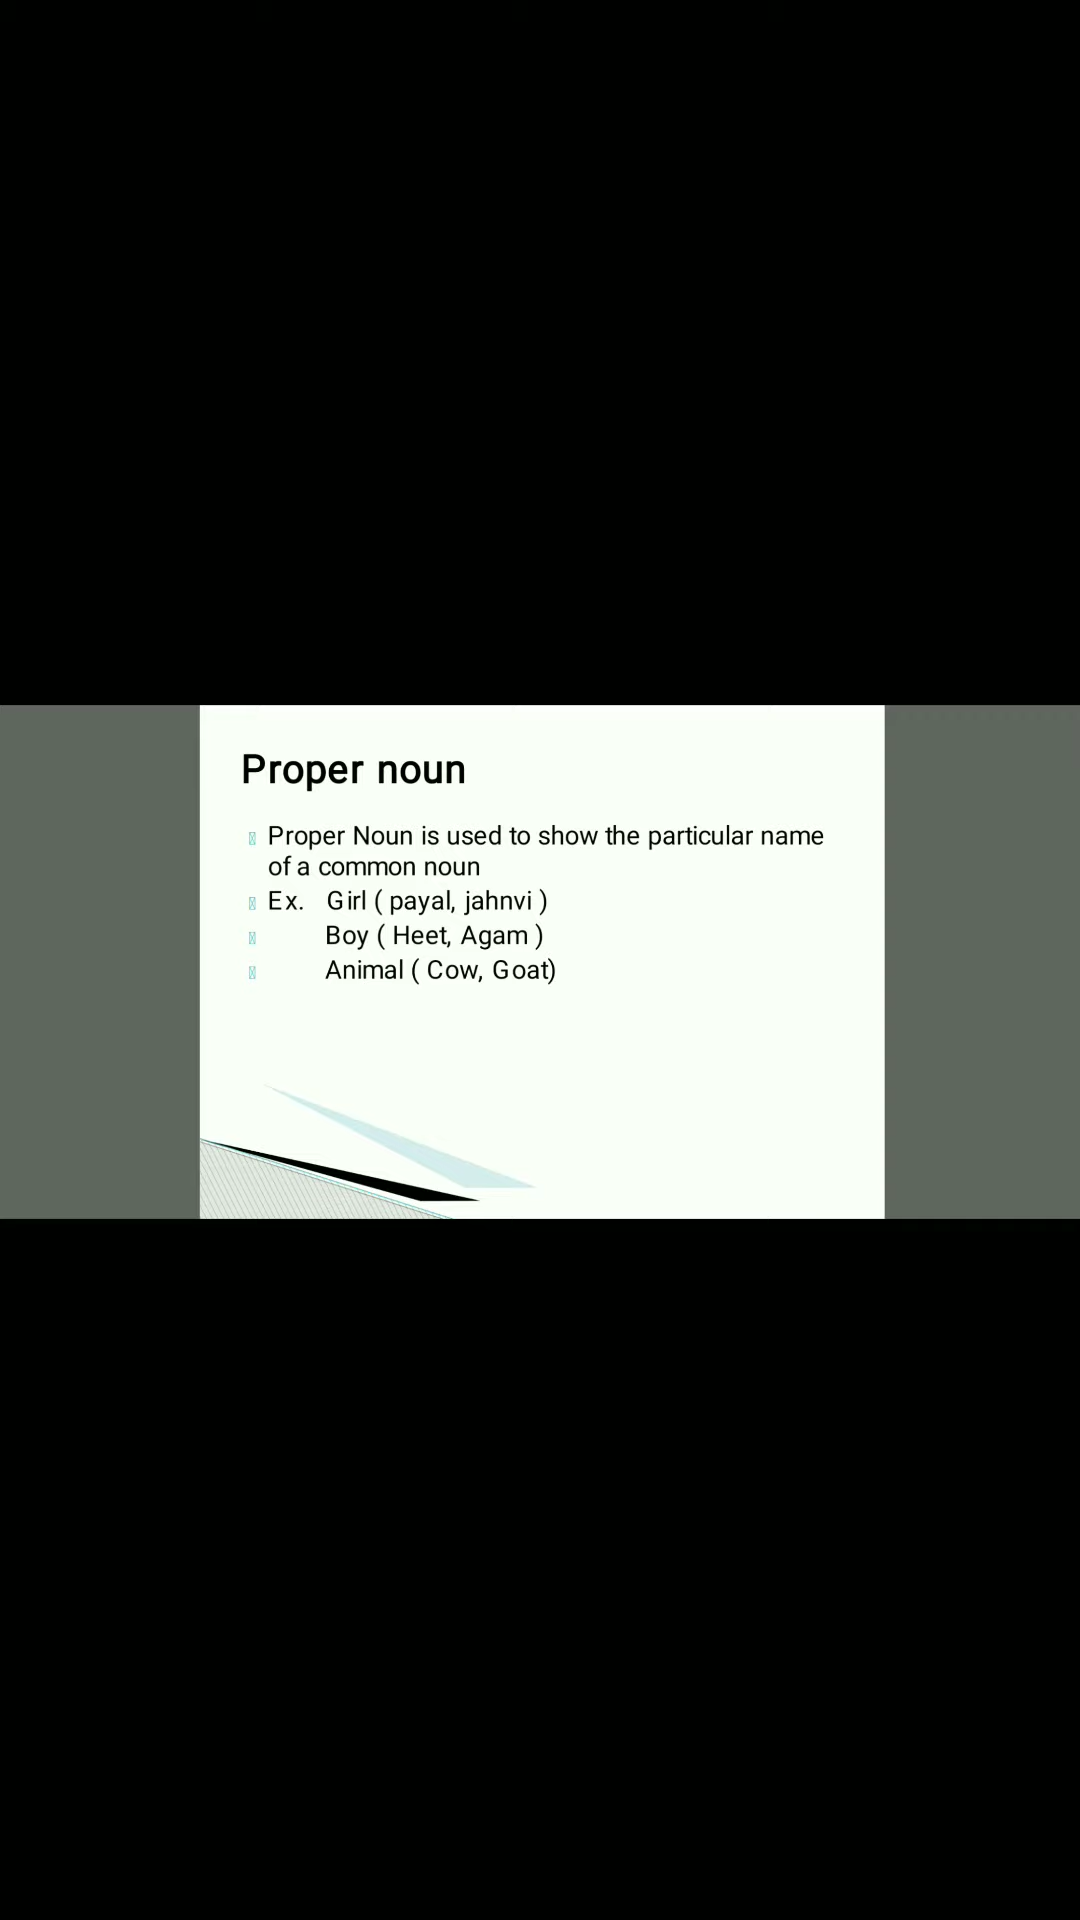 Proper noun
Proper Noun is used to show the particular name
of a common noun
Ex. Girl ( payal, jahnvi )
Boy ( Heet, Agam )
Animal ( Cow, Goat)